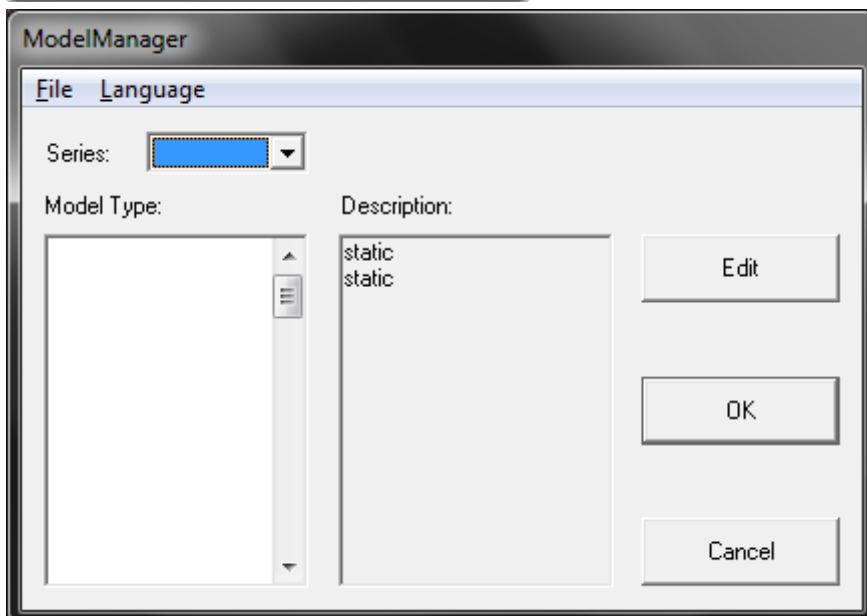 ModelManager
File Language
Series:
Model Type:
Description:
static
static
Edit
OK
Cancel